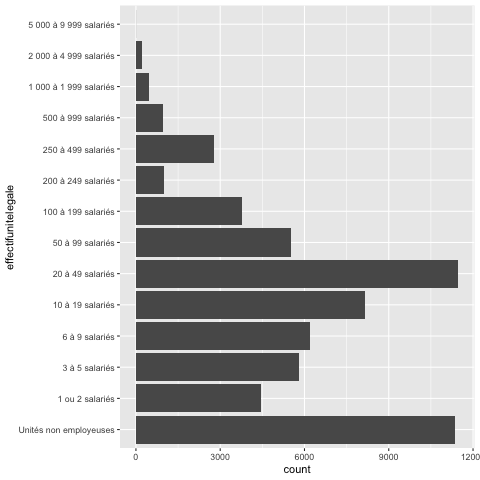 5 000 à 9 999 salariés
2 000 à 4 999 salariés
1 000 à 1 999 salariés
500 à 999 salariés
250 à 499 salariés
200 à 249 salariés
100 à 199 salariés
50 à 99 salariés
20 à 49 salariés
10 à 19 salariés
6 à 9 salariés
3 à 5 salariés
1 ou 2 salariés
Unités non employeuses
effectifunitelegale
0 3000 6000 9000 1200
count